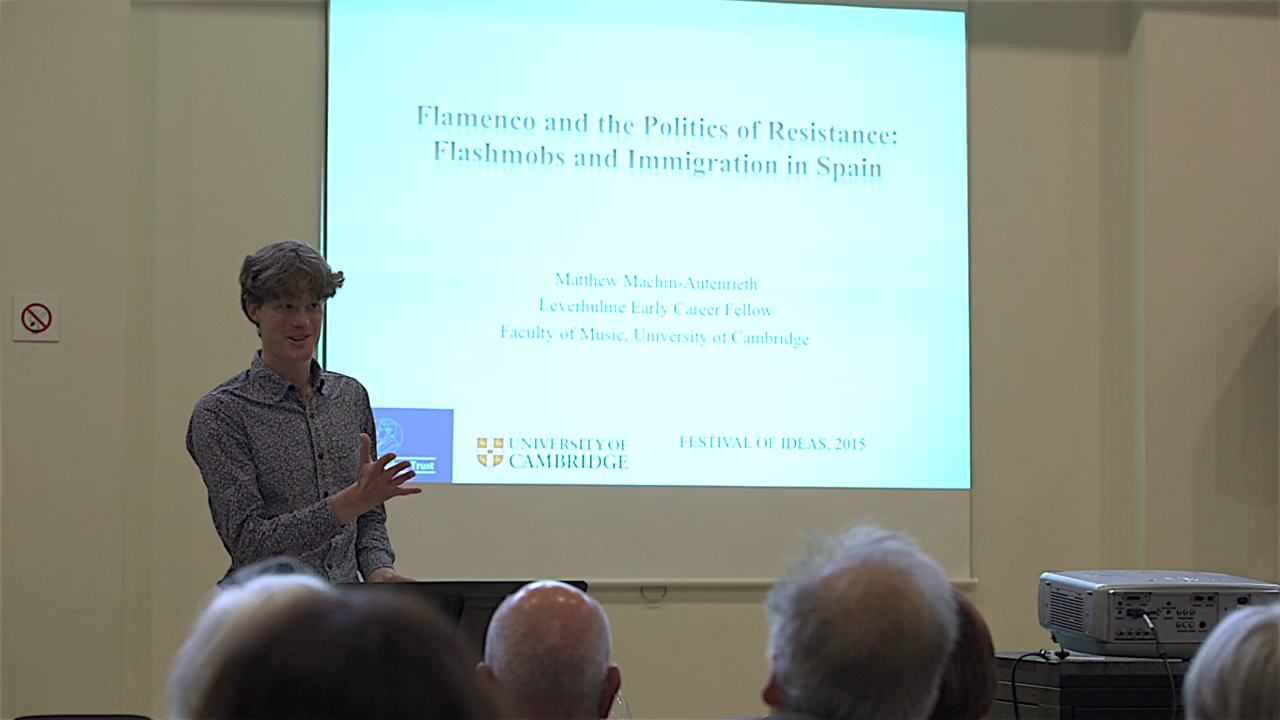 Flamenco and the Politics of Resistance:
Flashmobs and Immigration in Spain
Matthew Machin-Autenrieth
Leverhulme Early Career Fellow
Faculty of Music, University of Cambridge
Trust
UNIVERSITY OF
CAMBRIDGE
FESTIVAL OF IDEAS, 2015